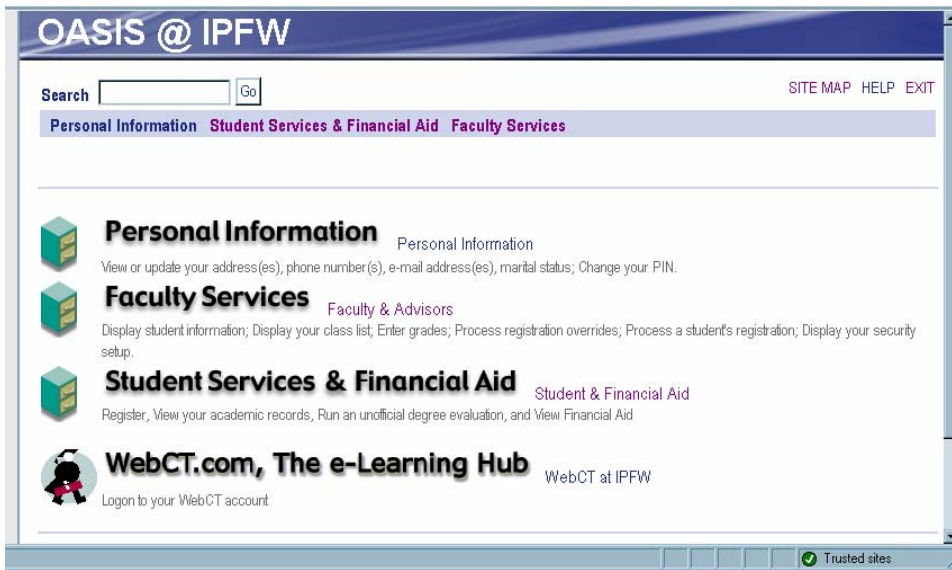 OASIS @ IPFW
Search Go SITE MAP HELP EXIT
Personal Information Student Services & Financial Aid Faculty Services
Personal Information Personal Information
View or update your address(es), phone number(s), e-mail address(es), marital status; Change your PIN.
Faculty Services Faculty & Advisors
Display student information; Display your class list; Enter grades; Process registration overrides; Process a student's registration; Display your security
setup.
Student Services & Financial Aid Student & Financial Aid
Register, View your academic records, Run an unofficial degree evaluation, and View Financial Aid
WebCT.com, The e-Learning Hub WebCT at IPFW
Logon to your WebCT account
Trusted sites